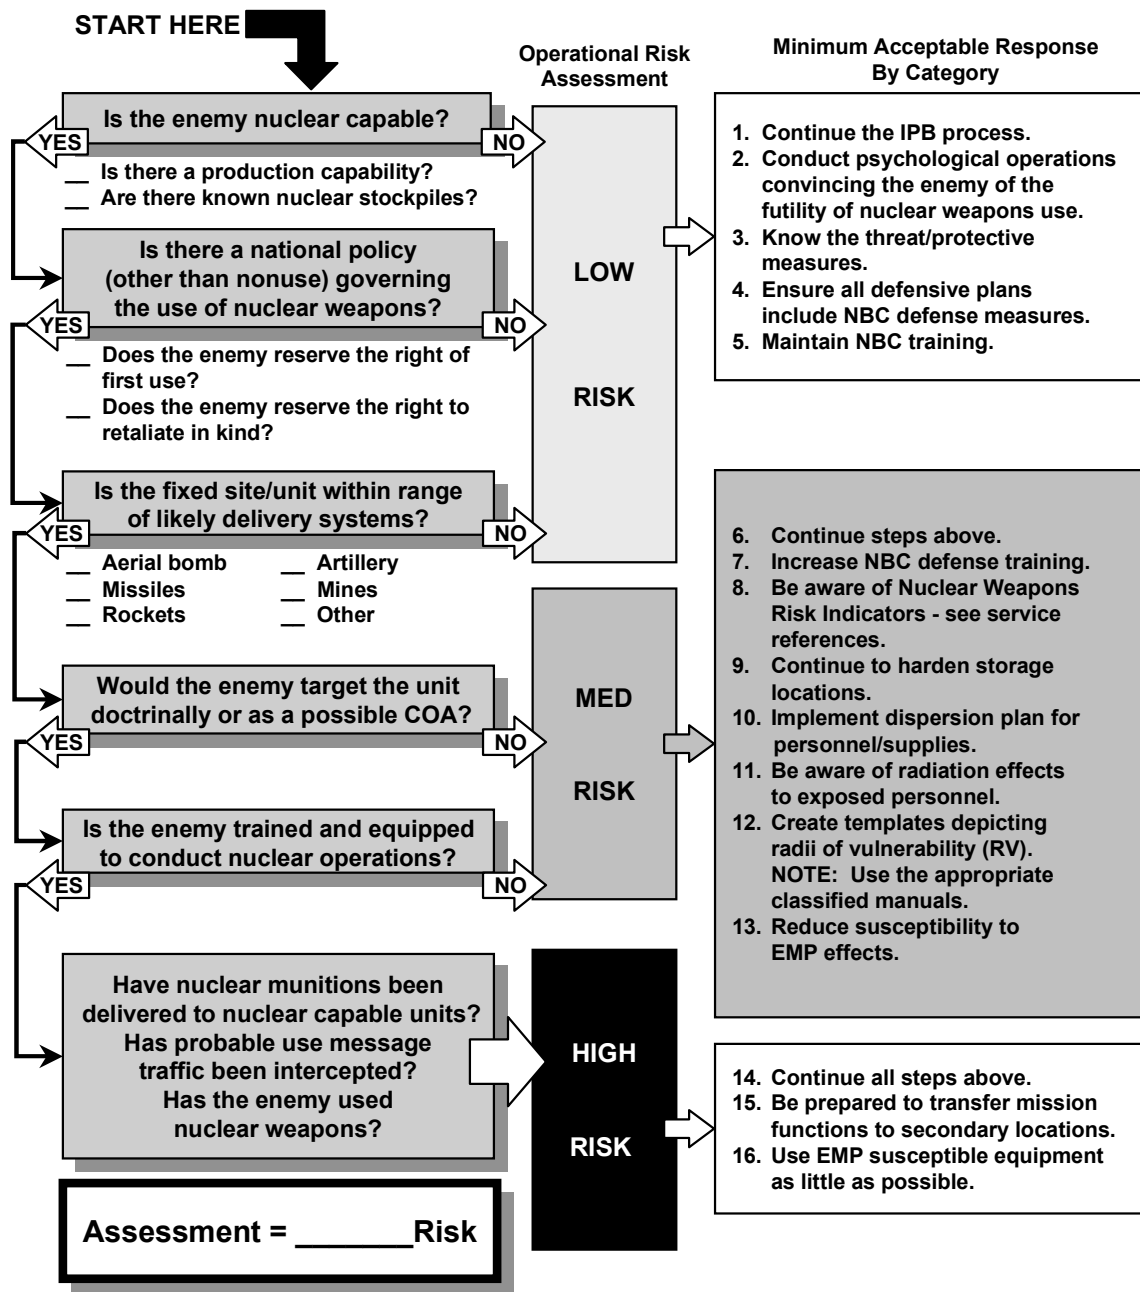 START HERE
Operational Risk
Assessment
Minimum Acceptable Response
By Category
Is the enemy nuclear capable?
YES
NO
__ Is there a production capability?
__ Are there known nuclear stockpiles?
Is there a national policy
(other than nonuse) governing
the use of nuclear weapons?
YES
NO
__ Does the enemy reserve the right of
first use?
__ Does the enemy reserve the right to
retaliate in kind?
Is the fixed site/unit within range
of likely delivery systems?
YES
NO
__ Aerial bomb
__ Missiles
__ Rockets
__ Artillery
__ Mines
__ Other
Would the enemy target the unit
doctrinally or as a possible COA?
YES
NO
Is the enemy trained and equipped
to conduct nuclear operations?
YES
NO
Have nuclear munitions been
delivered to nuclear capable units?
Has probable use message
traffic been intercepted?
Has the enemy used
nuclear weapons?
Assessment = _______Risk
LOW
RISK
MED
RISK
HIGH
RISK
1. Continue the IPB process.
2. Conduct psychological operations
convincing the enemy of the
futility of nuclear weapons use.
3. Know the threat/protective
measures.
4. Ensure all defensive plans
include NBC defense measures.
5. Maintain NBC training.
6. Continue steps above.
7. Increase NBC defense training.
8. Be aware of Nuclear Weapons
Risk Indicators - see service
references.
9. Continue to harden storage
locations.
10. Implement dispersion plan for
personnel/supplies.
11. Be aware of radiation effects
to exposed personnel.
12. Create templates depicting
radii of vulnerability (RV).
NOTE: Use the appropriate
classified manuals.
13. Reduce susceptibility to
EMP effects.
14. Continue all steps above.
15. Be prepared to transfer mission
functions to secondary locations.
16. Use EMP susceptible equipment
as little as possible.